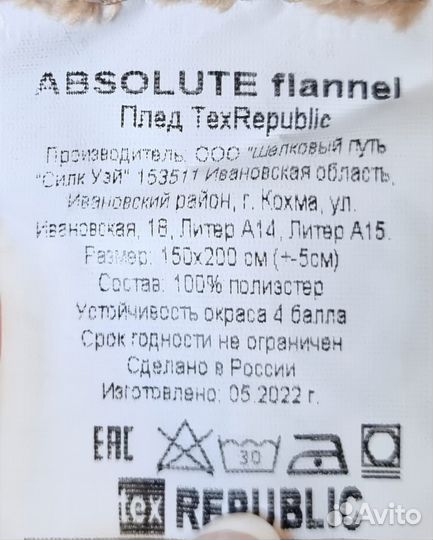 ABSOLUTE flannel
Плед TexRepublic
Производитель: ООО "Шелковый путь
"Силк Уэй" 153511 Ивановская область,
Ивановский район, г. Кохма, ул.
Ивановская, 18, Литер А14, Литер А15.
Размер: 150х200 см (+-5см)
Состав: 100% полиэстер
Устойчивость окраса 4 балла
Срок годности не ограничен
Сделано в России
Изготовлено: 05.2022 г.
EAC 30
tex REPUBLIC
Avito